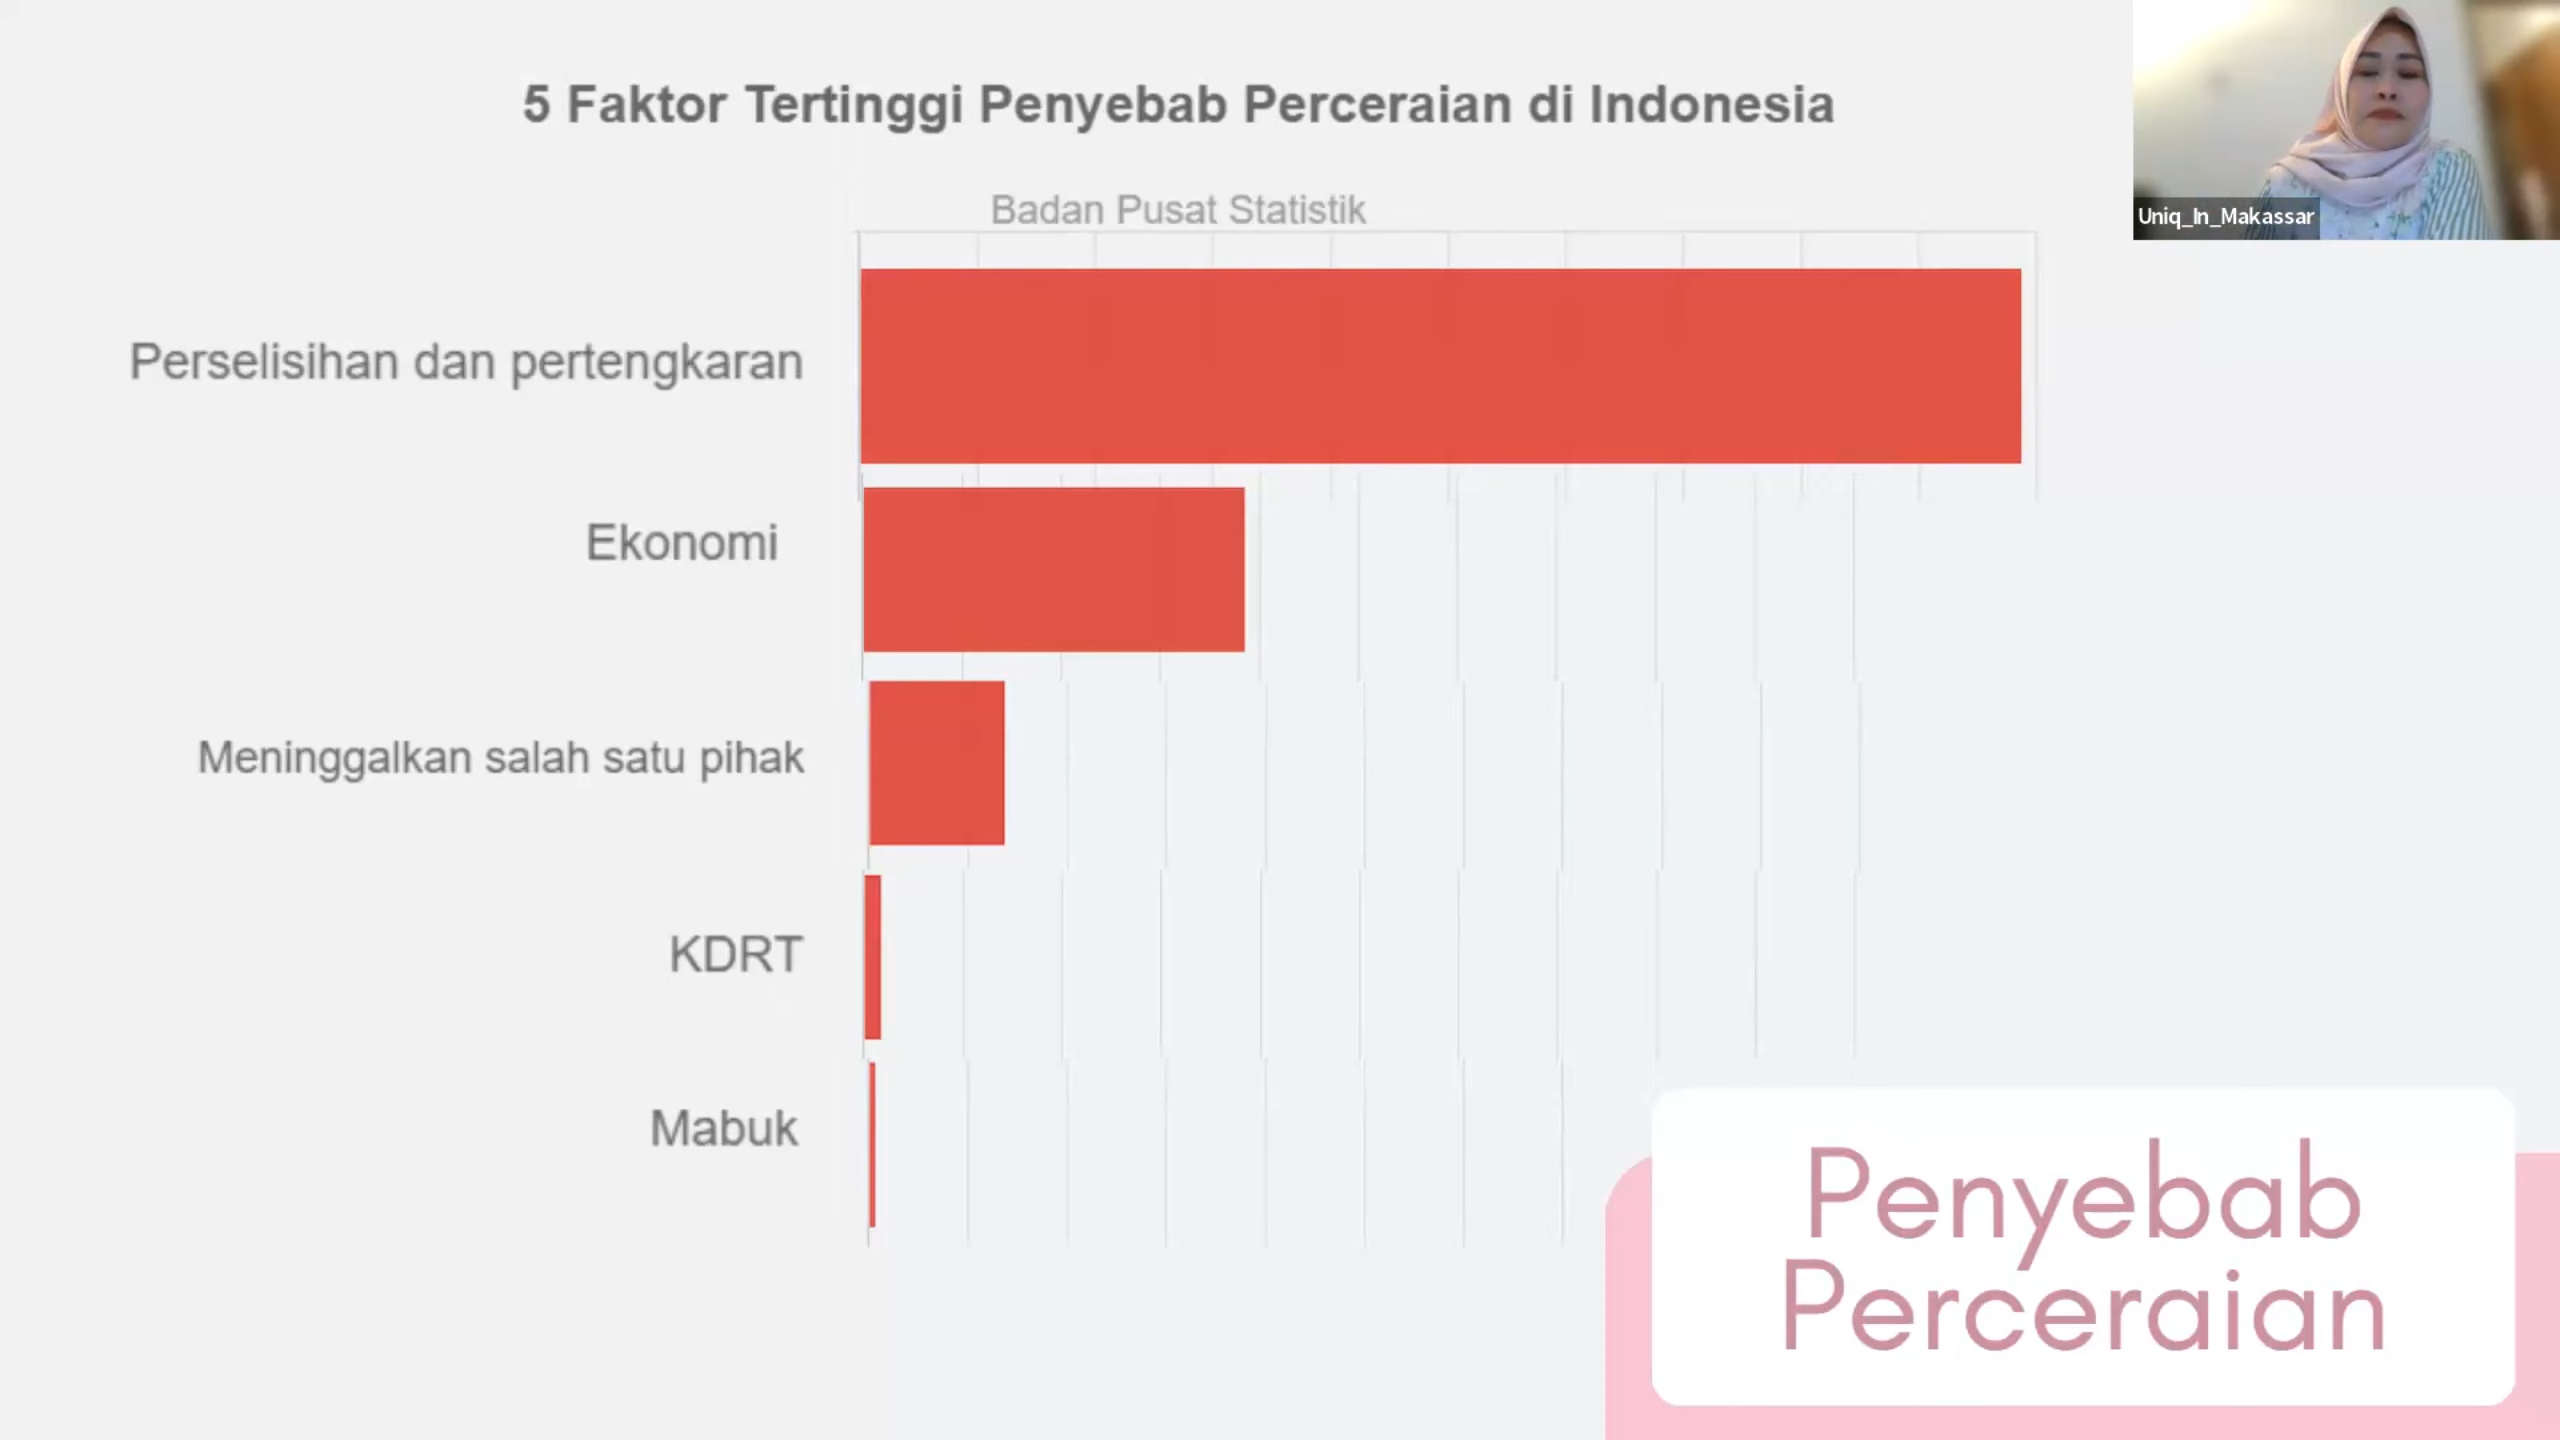 5 Faktor Tertinggi Penyebab Perceraian di Indonesia
Badan Pusat Statistik
Uniq_In_Makassar
Perselisihan dan pertengkaran
Ekonomi
Meninggalkan salah satu pihak
KDRT
Mabuk
Penyebab
Perceraian